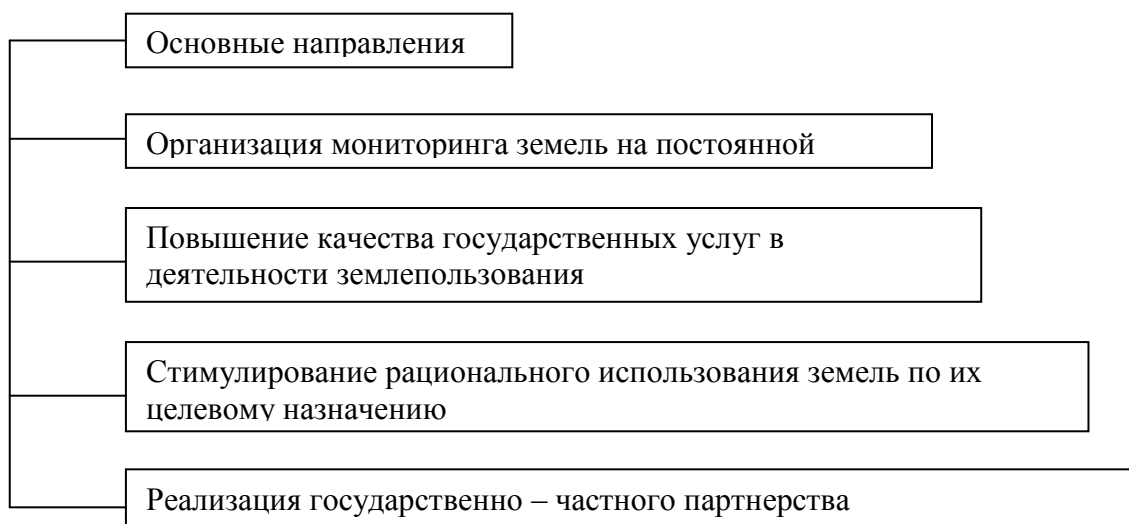 Основные направления
Организация мониторинга земель на постоянной
Повышение качества государственных услуг в
деятельности землепользования
Стимулирование рационального использования земель по их
целевому назначению
Реализация государственно – частного партнерства